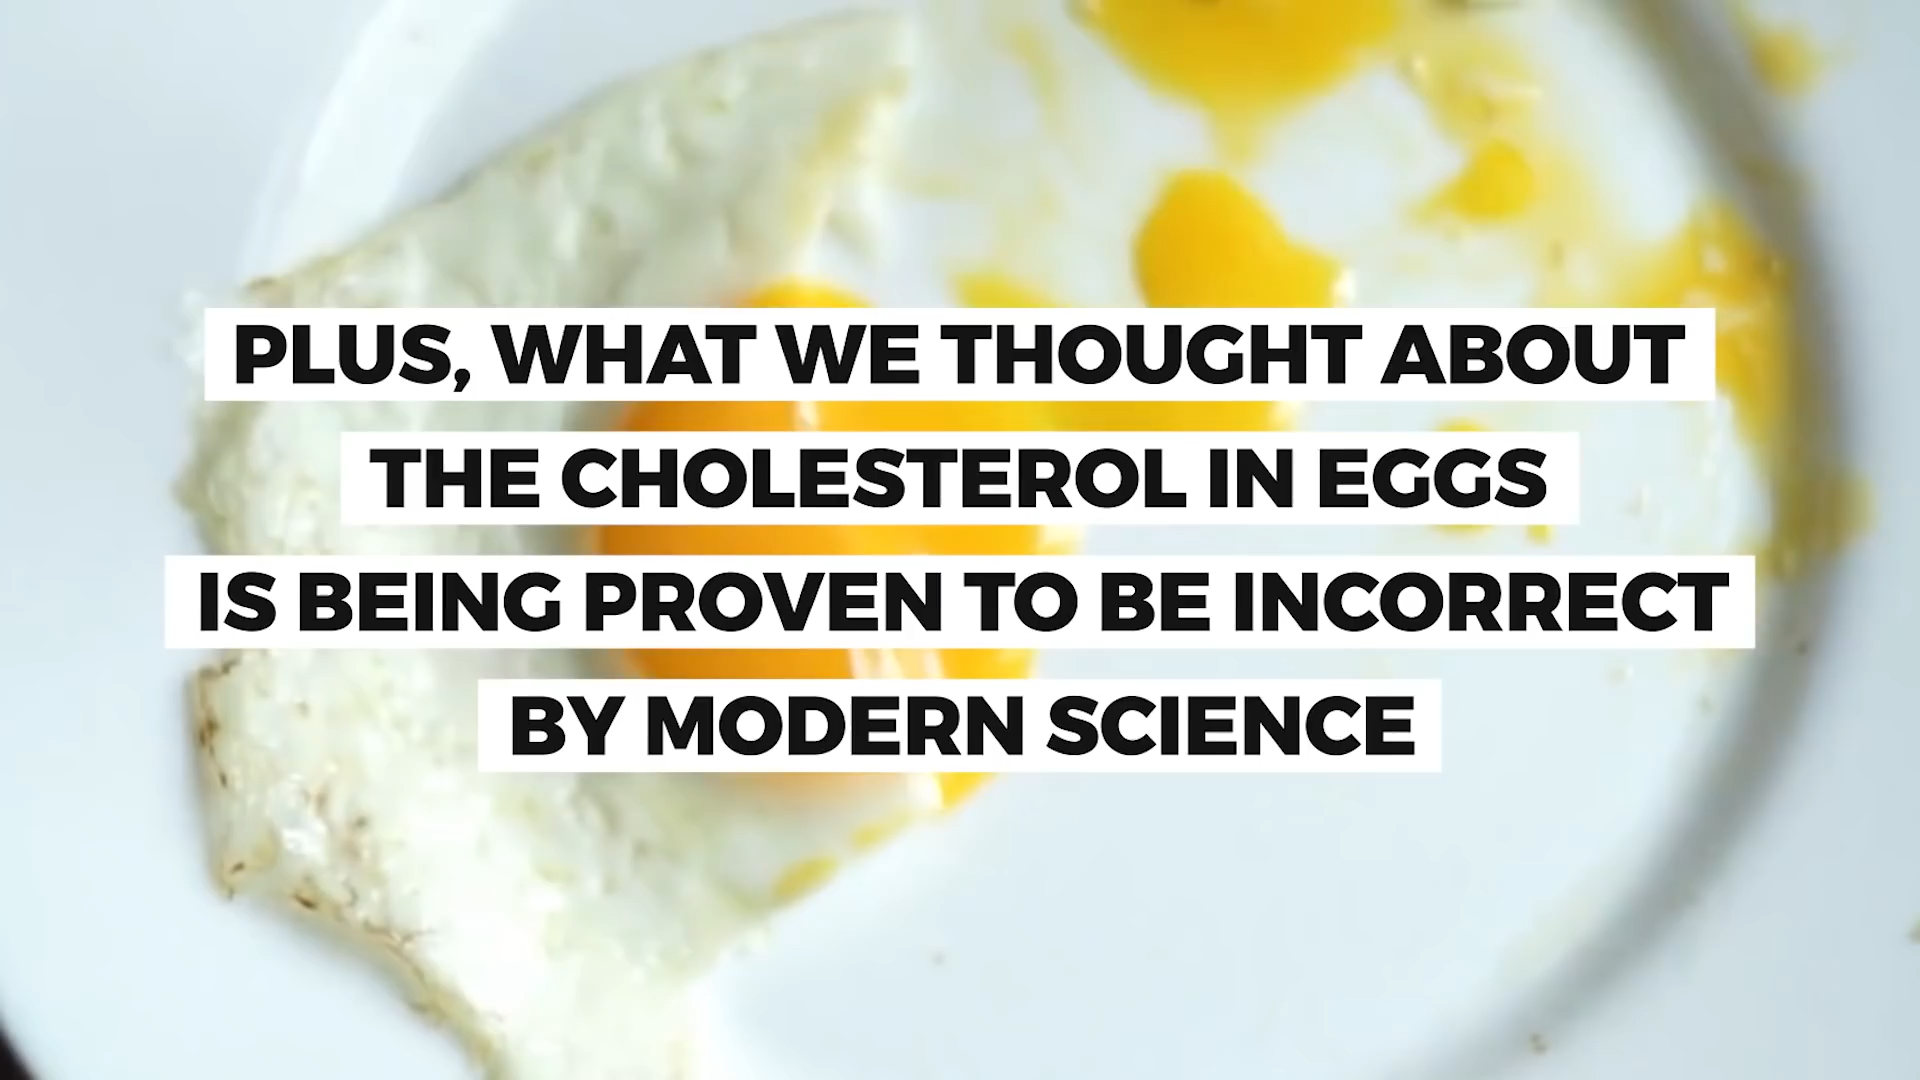 PLUS, WHAT WE THOUGHT ABOUT
THE CHOLESTEROL IN EGGS
IS BEING PROVEN TO BE INCORRECT
BY MODERN SCIENCE